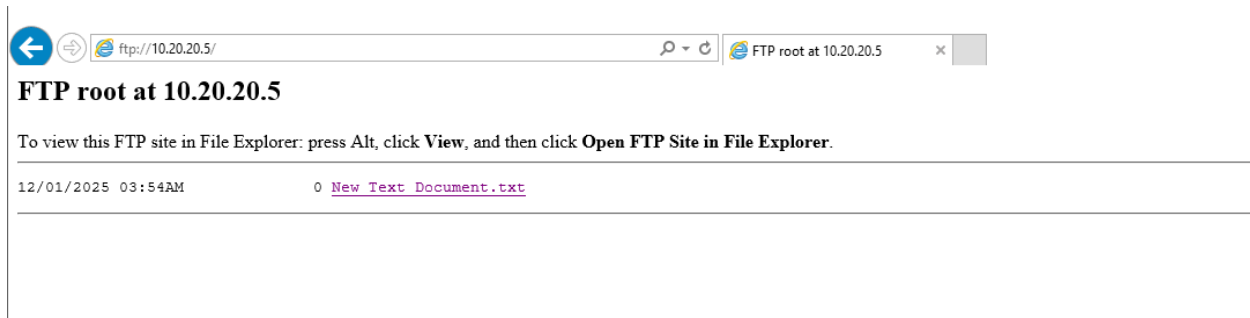 ftp://10.20.20.5/
FTP root at 10.20.20.5
FTP root at 10.20.20.5
To view this FTP site in File Explorer: press Alt, click View, and then click Open FTP Site in File Explorer.
12/01/2025 03:54AM 0 New Text Document.txt